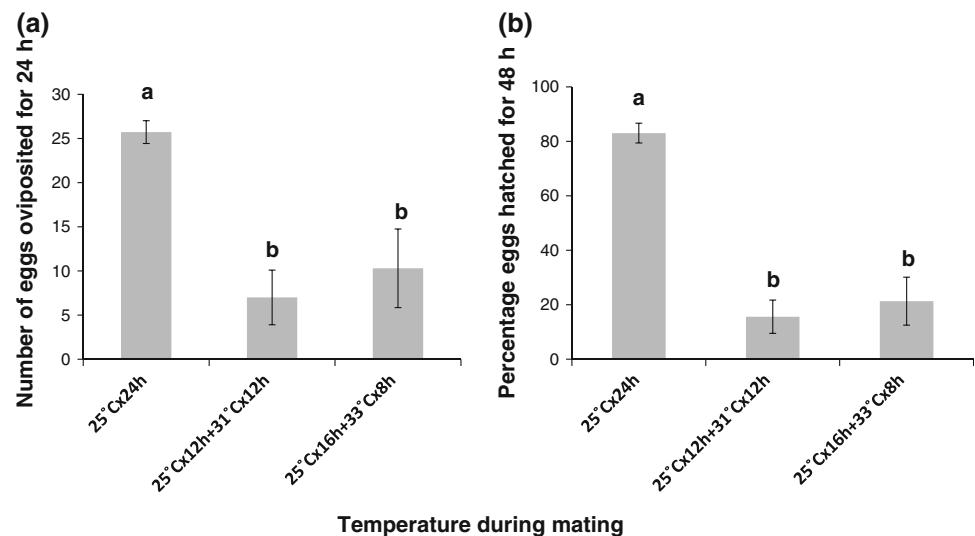 (a)
Number of eggs oviposited for 24 h
30
25
20
15
10
5
0
a
b
b
25˚Cx24h
25˚Cx12h+31˚Cx12h
25˚Cx16h+33˚Cx8h
(b)
Percentage eggs hatched for 48 h
100
80
60
40
20
0
a
b
b
25˚Cx24h
25˚Cx12h+31˚Cx12h
25˚Cx16h+33˚Cx8h
Temperature during mating